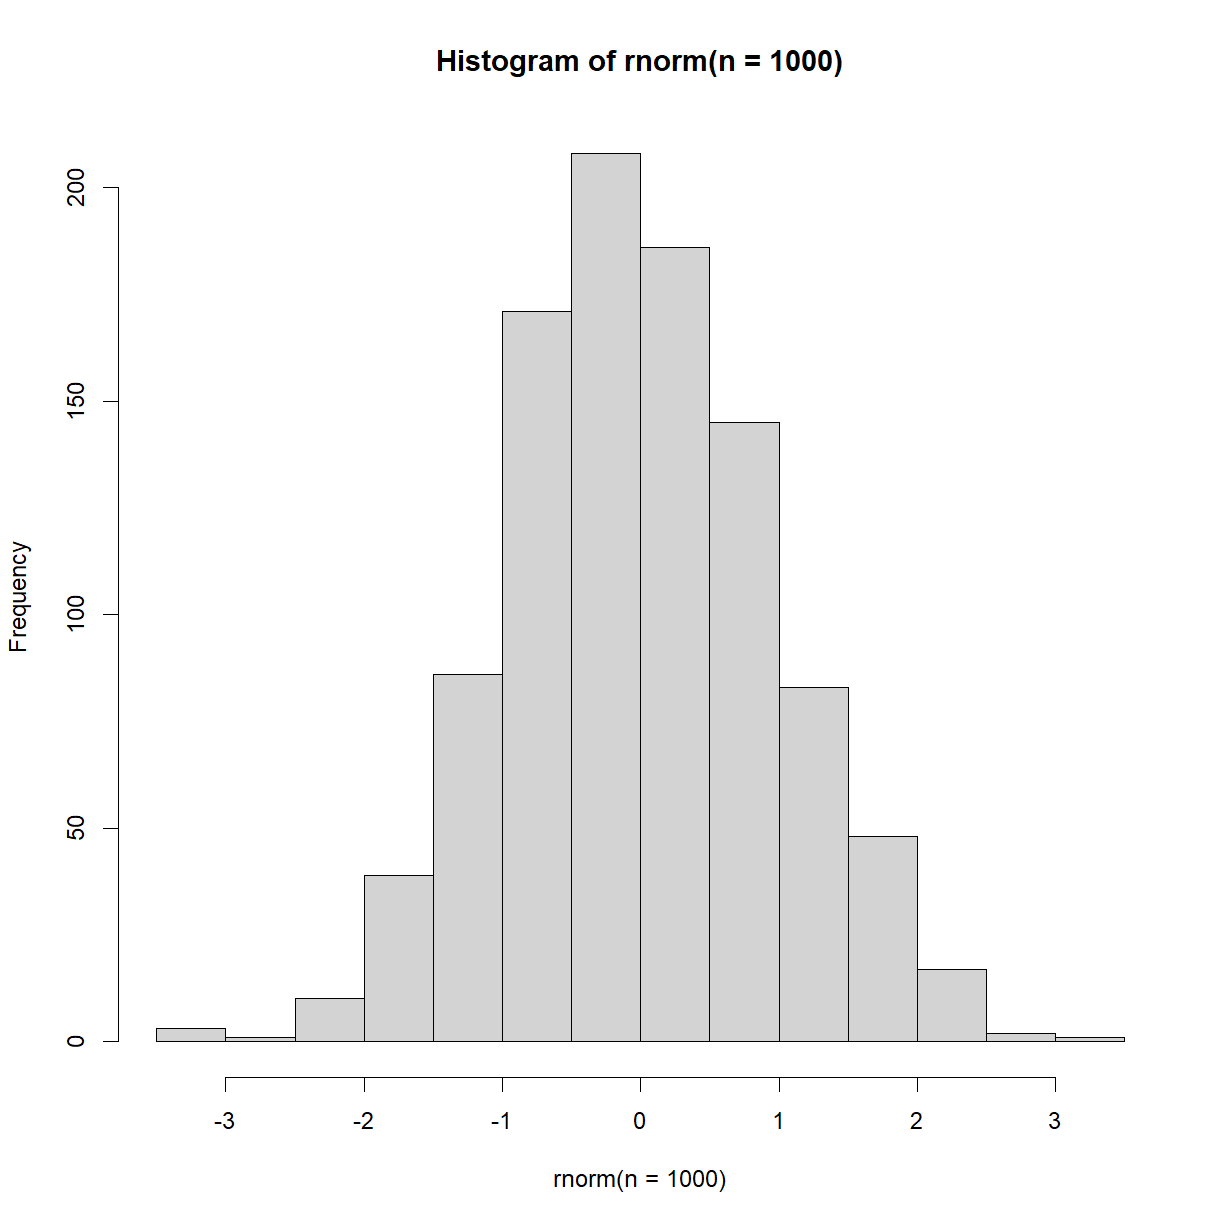 Histogram of rnorm(n = 1000)
Frequency
200
150
100
50
0
-3 -2 -1 0 1 2 3
rnorm(n = 1000)